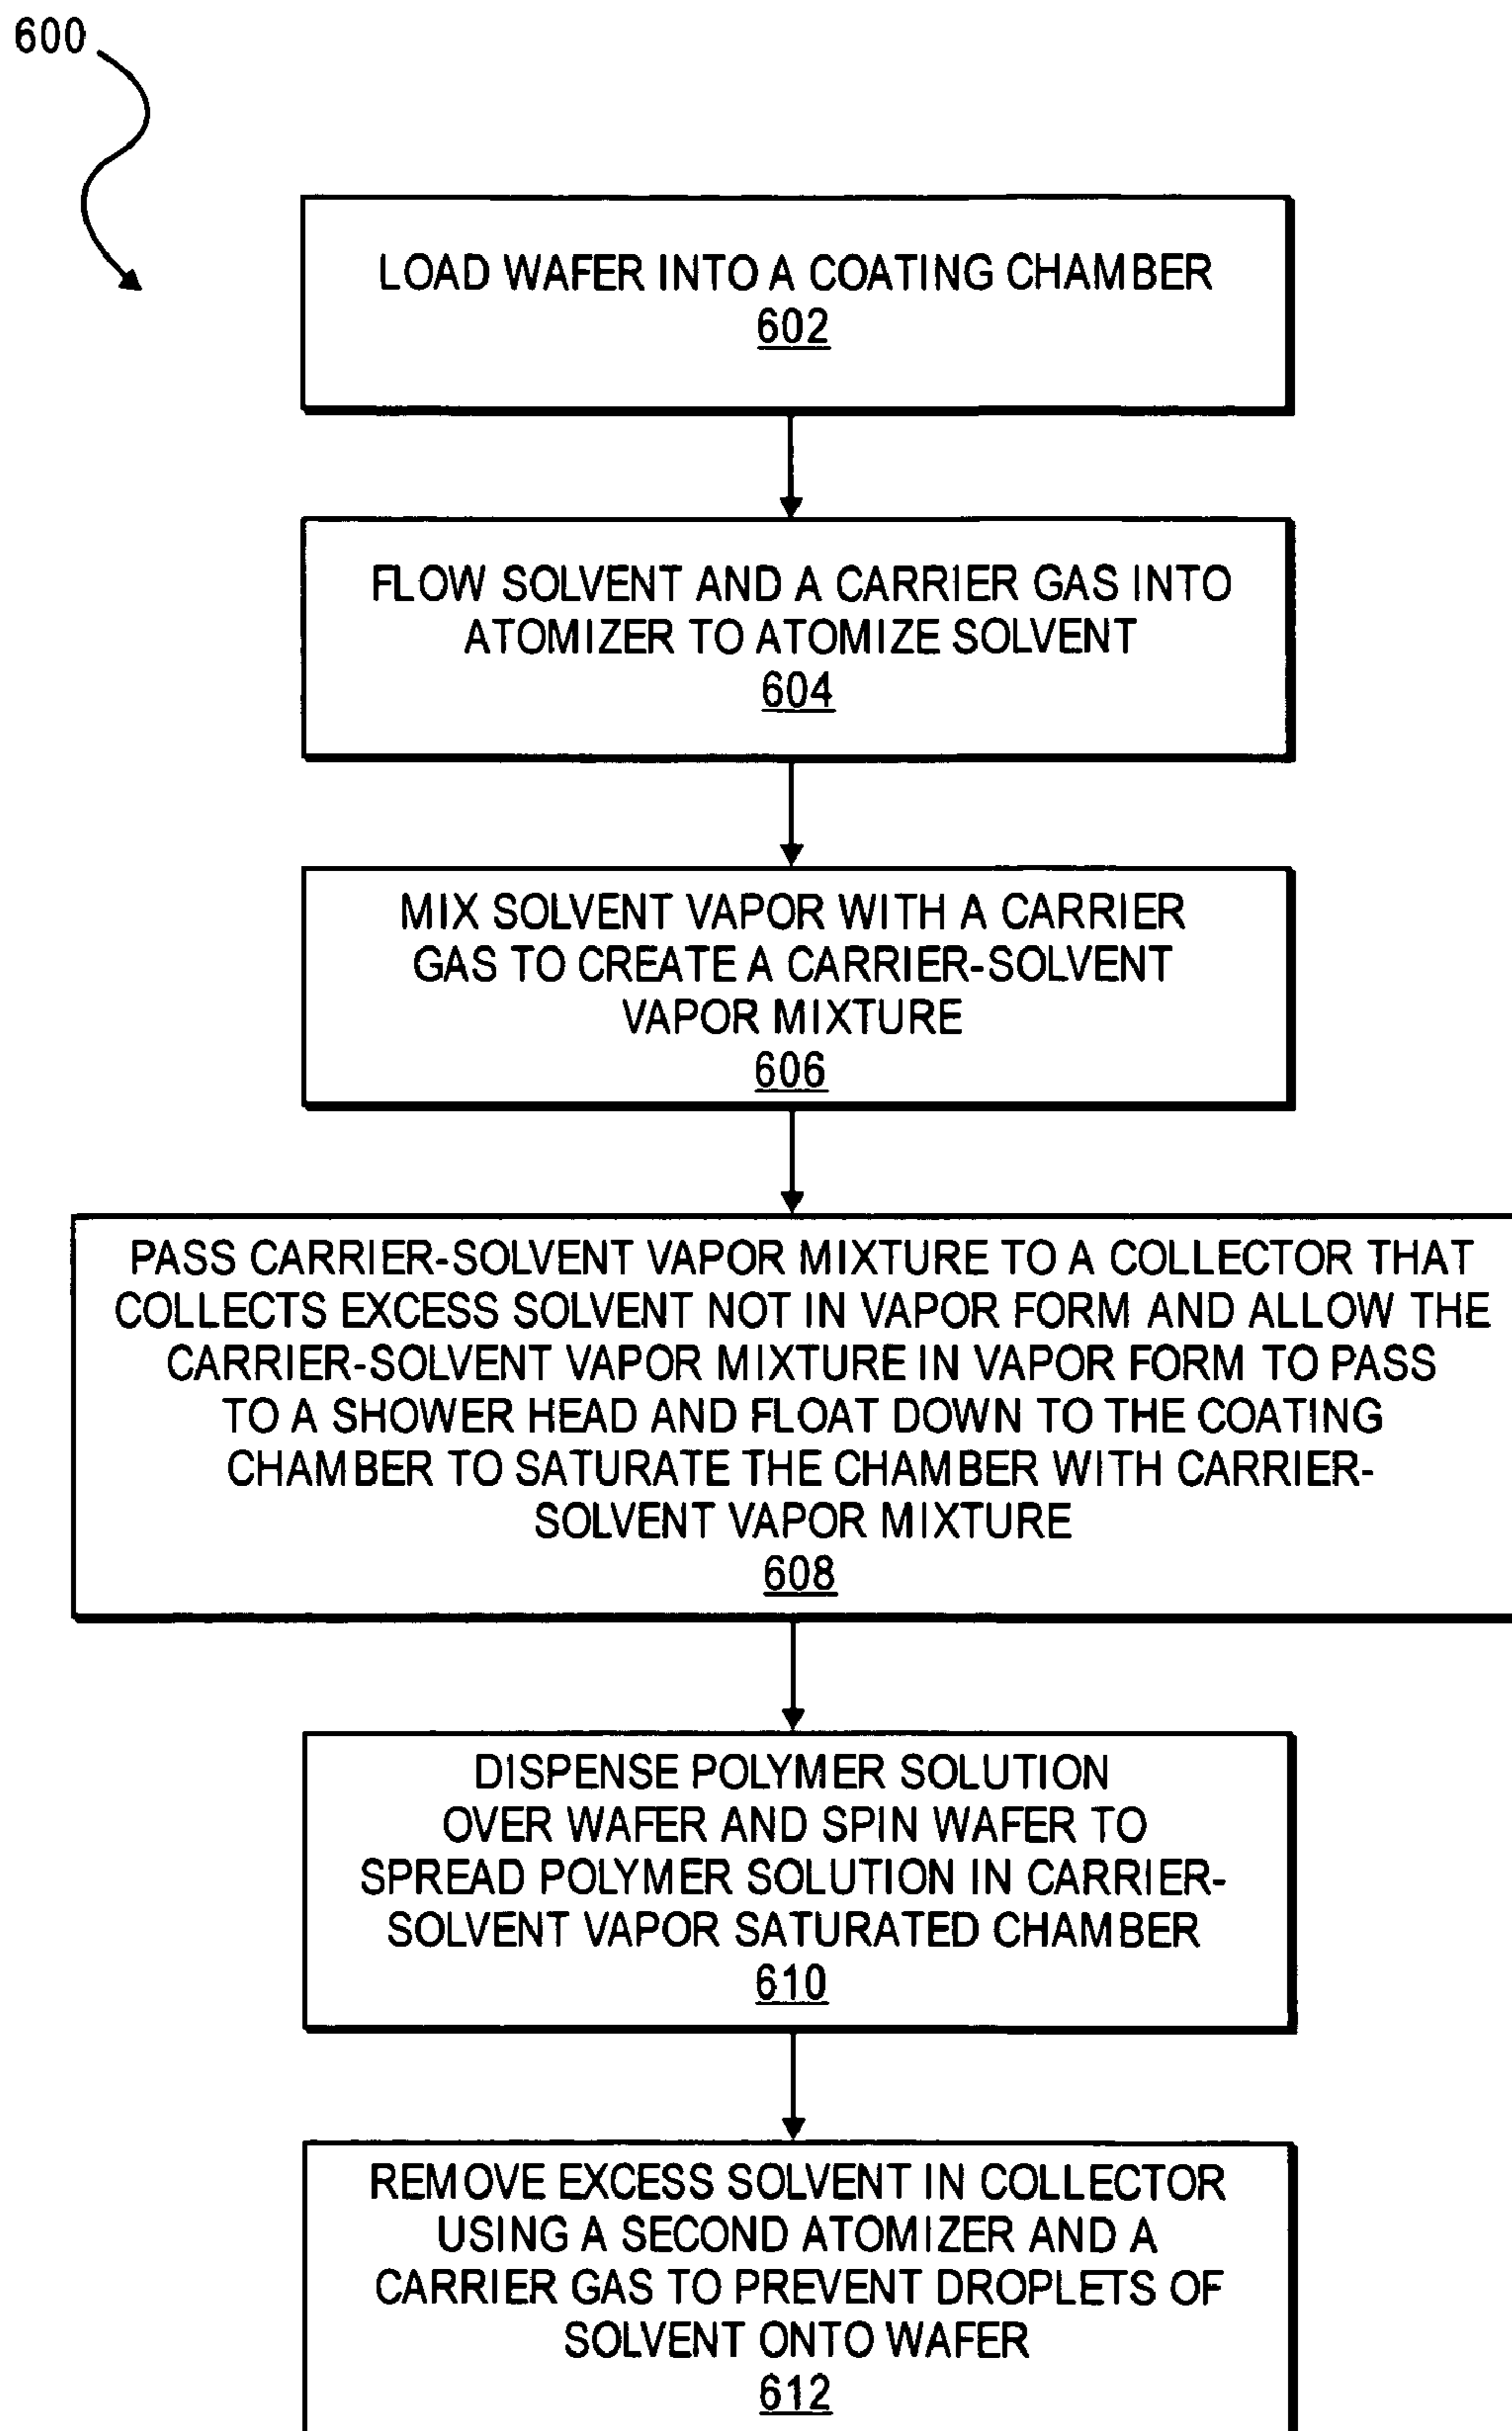 600
LOAD WAFER INTO A COATING CHAMBER
602
FLOW SOLVENT AND A CARRIER GAS INTO
ATOMIZER TO ATOMIZE SOLVENT
604
MIX SOLVENT VAPOR WITH A CARRIER
GAS TO CREATE A CARRIER-SOLVENT
VAPOR MIXTURE
606
PASS CARRIER-SOLVENT VAPOR MIXTURE TO A COLLECTOR THAT
COLLECTS EXCESS SOLVENT NOT IN VAPOR FORM AND ALLOW THE
CARRIER-SOLVENT VAPOR MIXTURE IN VAPOR FORM TO PASS
TO A SHOWER HEAD AND FLOAT DOWN TO THE COATING
CHAMBER TO SATURATE THE CHAMBER WITH CARRIER-
SOLVENT VAPOR MIXTURE
608
DISPENSE POLYMER SOLUTION
OVER WAFER AND SPIN WAFER TO
SPREAD POLYMER SOLUTION IN CARRIER-
SOLVENT VAPOR SATURATED CHAMBER
610
REMOVE EXCESS SOLVENT IN COLLECTOR
USING A SECOND ATOMIZER AND A
CARRIER GAS TO PREVENT DROPLETS OF
SOLVENT ONTO WAFER
612